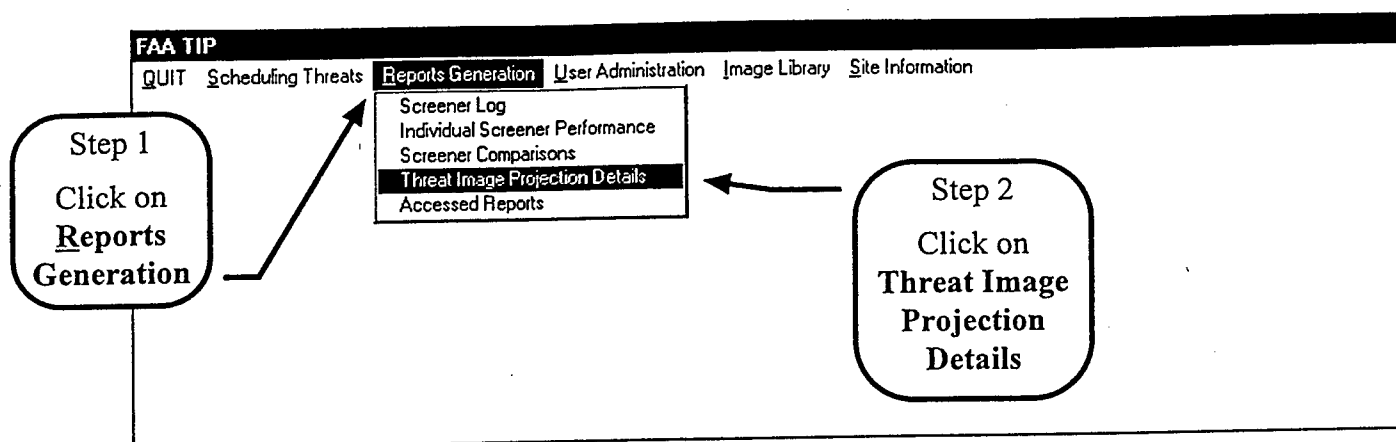 FAA TIP
QUIT Scheduling Threats Reports Generation User Administration Image Library Site Information
Screener Log
Individual Screener Performance
Screener Comparisons
Threat Image Projection Details
Accessed Reports
Step 1
Click on
Reports
Generation
Step 2
Click on
Threat Image
Projection
Details